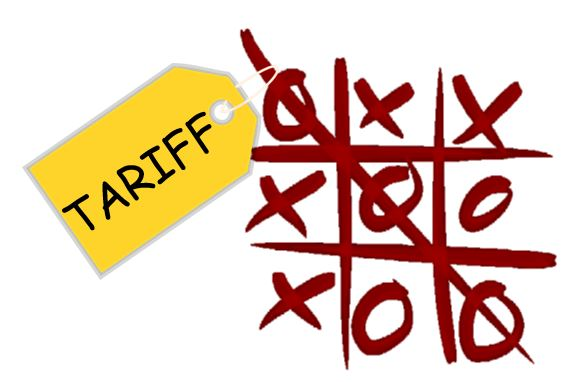 TARIFF
O X X
X O O
X O O